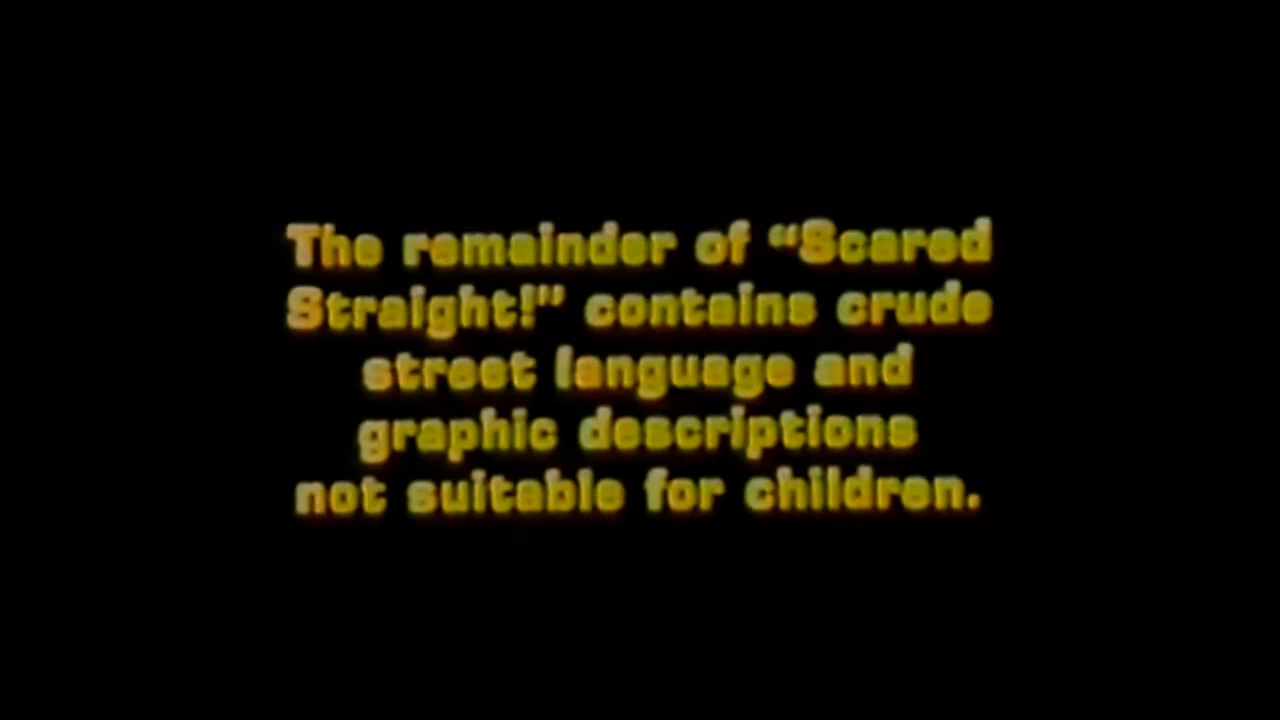 The remainder of “Scared
Straight!” contains crude
street language and
graphic descriptions
not suitable for children.